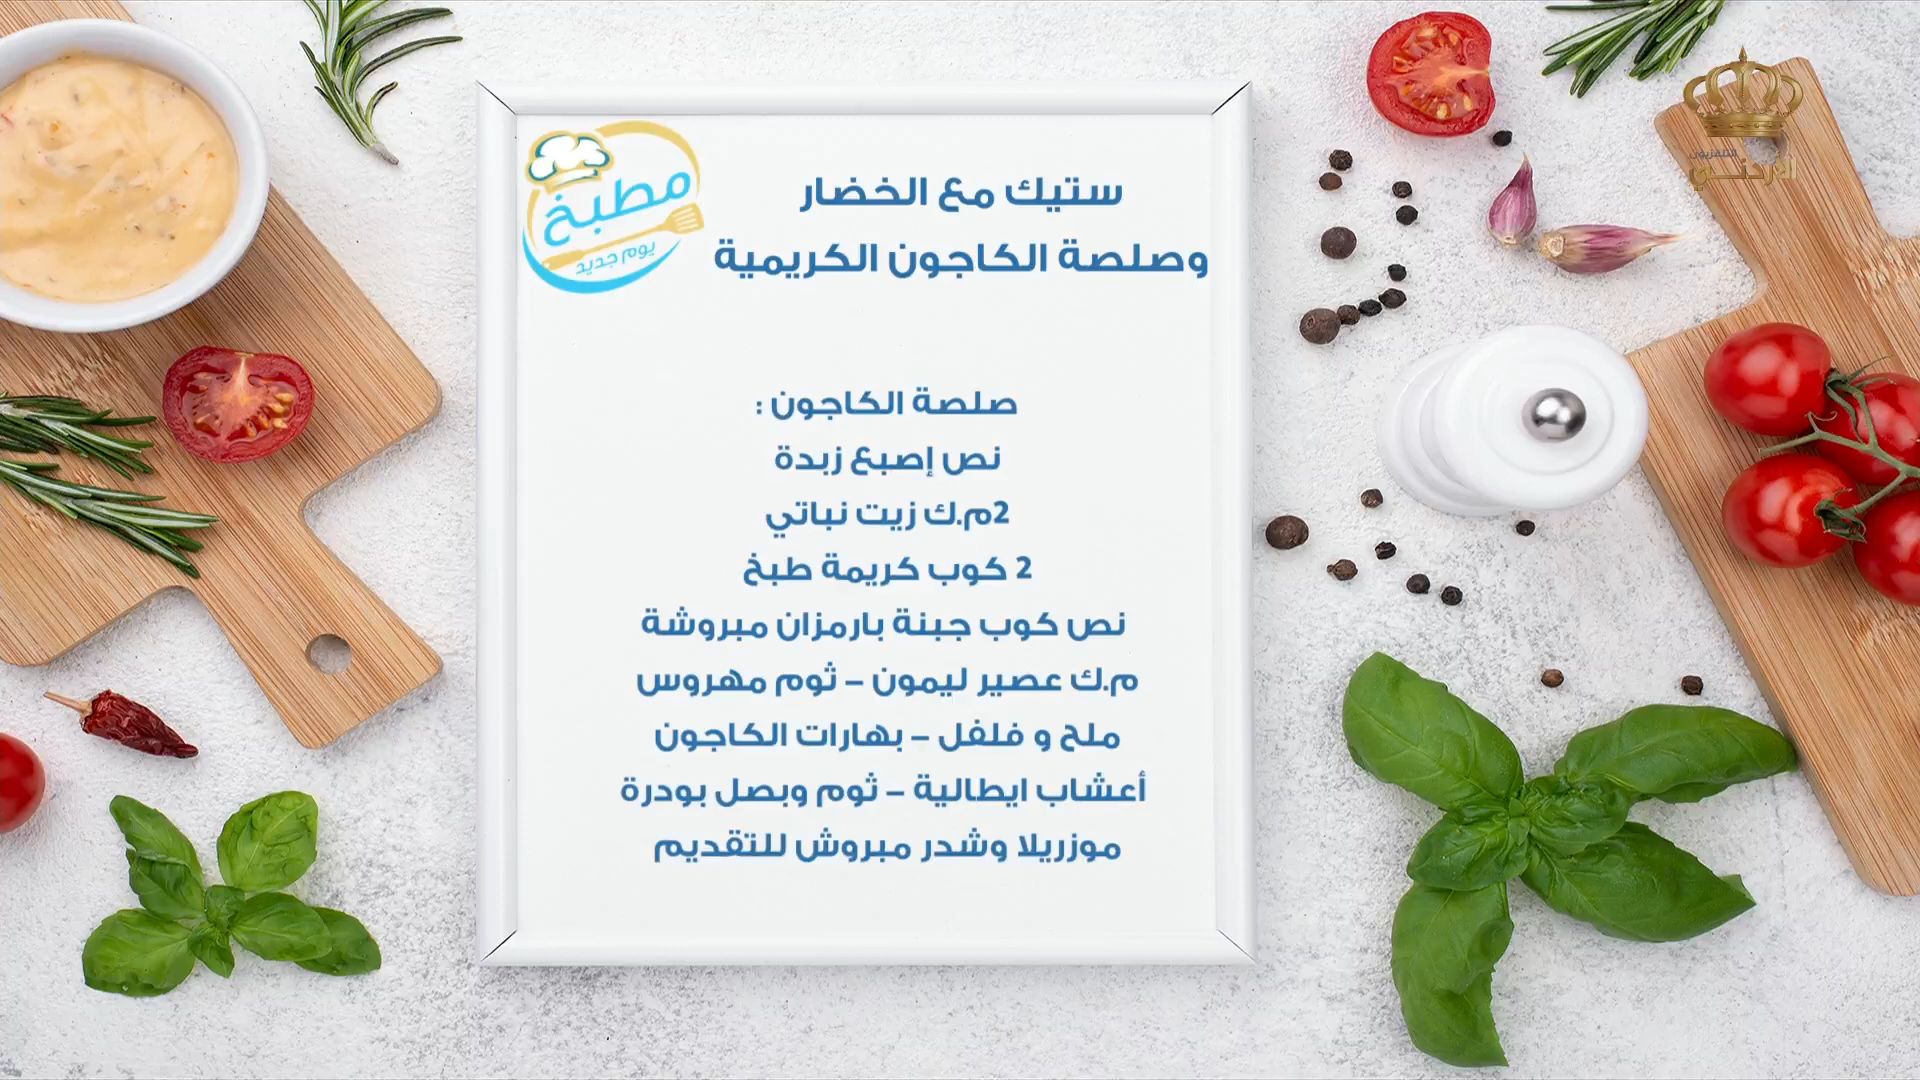 مطبخ
يوم جديد
ستيك مع الخضار
وصلصة الكاجون الكريمية
صلصة الكاجون :
نص إصبع زبدة
2م.ك زيت نباتي
2 كوب كريمة طبخ
نص كوب جبنة بارمزان مبروشة
م.ك عصير ليمون – ثوم مهروس
ملح و فلفل – بهارات الكاجون
أعشاب ايطالية – ثوم وبصل بودرة
موزريلا وشدر مبروش للتقديم
التلفزيون
الأردني